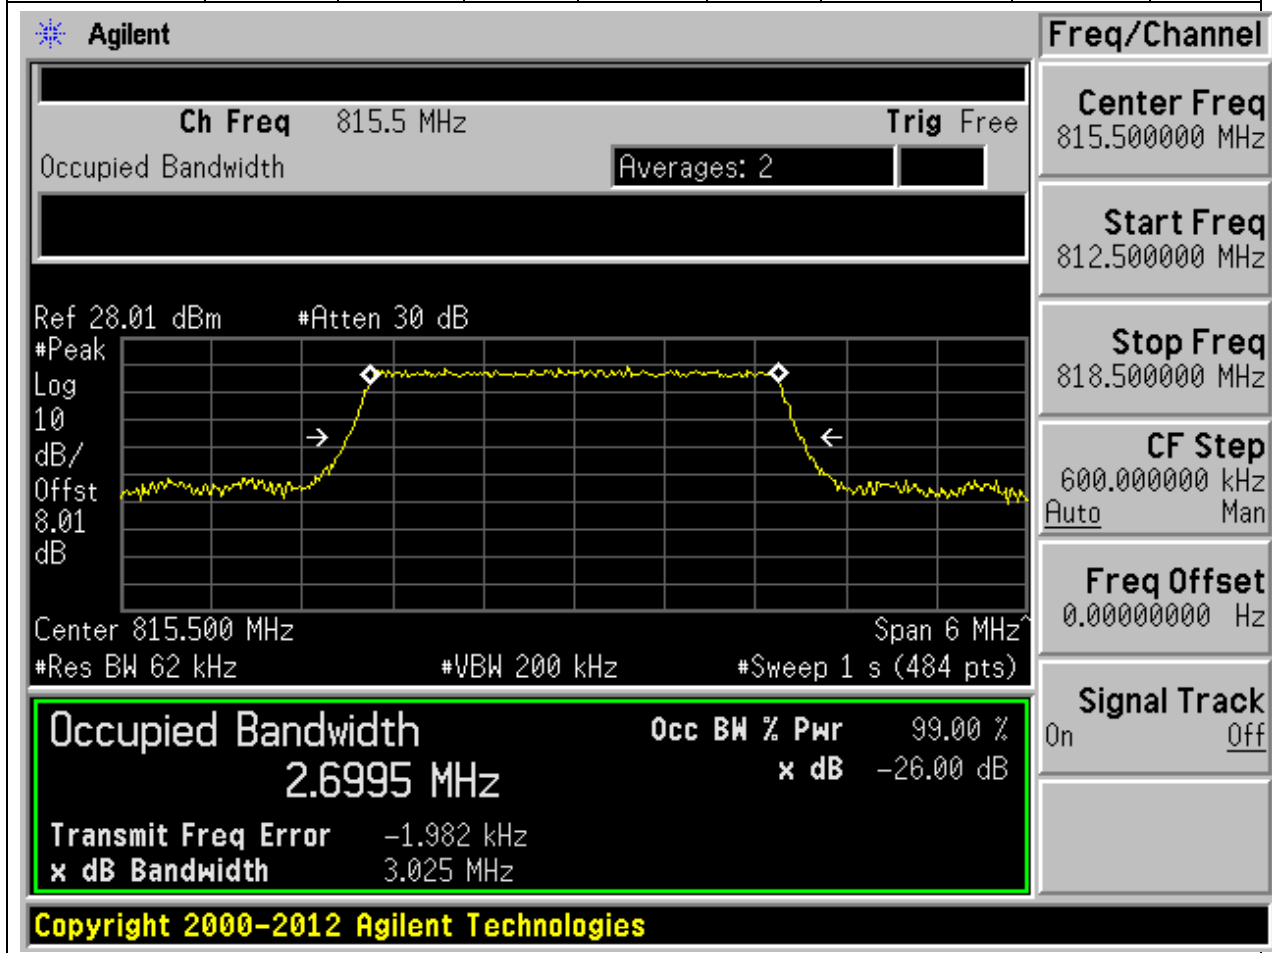 Agilent
Freq/Channel
Ch Freq 815.5 MHz Trig Free
Occupied Bandwidth Averages: 2
Center Freq
815.500000 MHz
Start Freq
812.500000 MHz
Stop Freq
818.500000 MHz
CF Step
600.000000 kHz
Auto Man
Freq Offset
0.00000000 Hz
Signal Track
On Off
Ref 28.01 dBm #Atten 30 dB
#Peak
Log
10
dB/
Offst
8.01
dB
Center 815.500 MHz Span 6 MHz^
#Res BW 62 kHz #VBW 200 kHz #Sweep 1 s (484 pts)
Occupied Bandwidth Occ BW % Pwr 99.00 %
2.6995 MHz x dB -26.00 dB
Transmit Freq Error -1.982 kHz
x dB Bandwidth 3.025 MHz
Copyright 2000-2012 Agilent Technologies